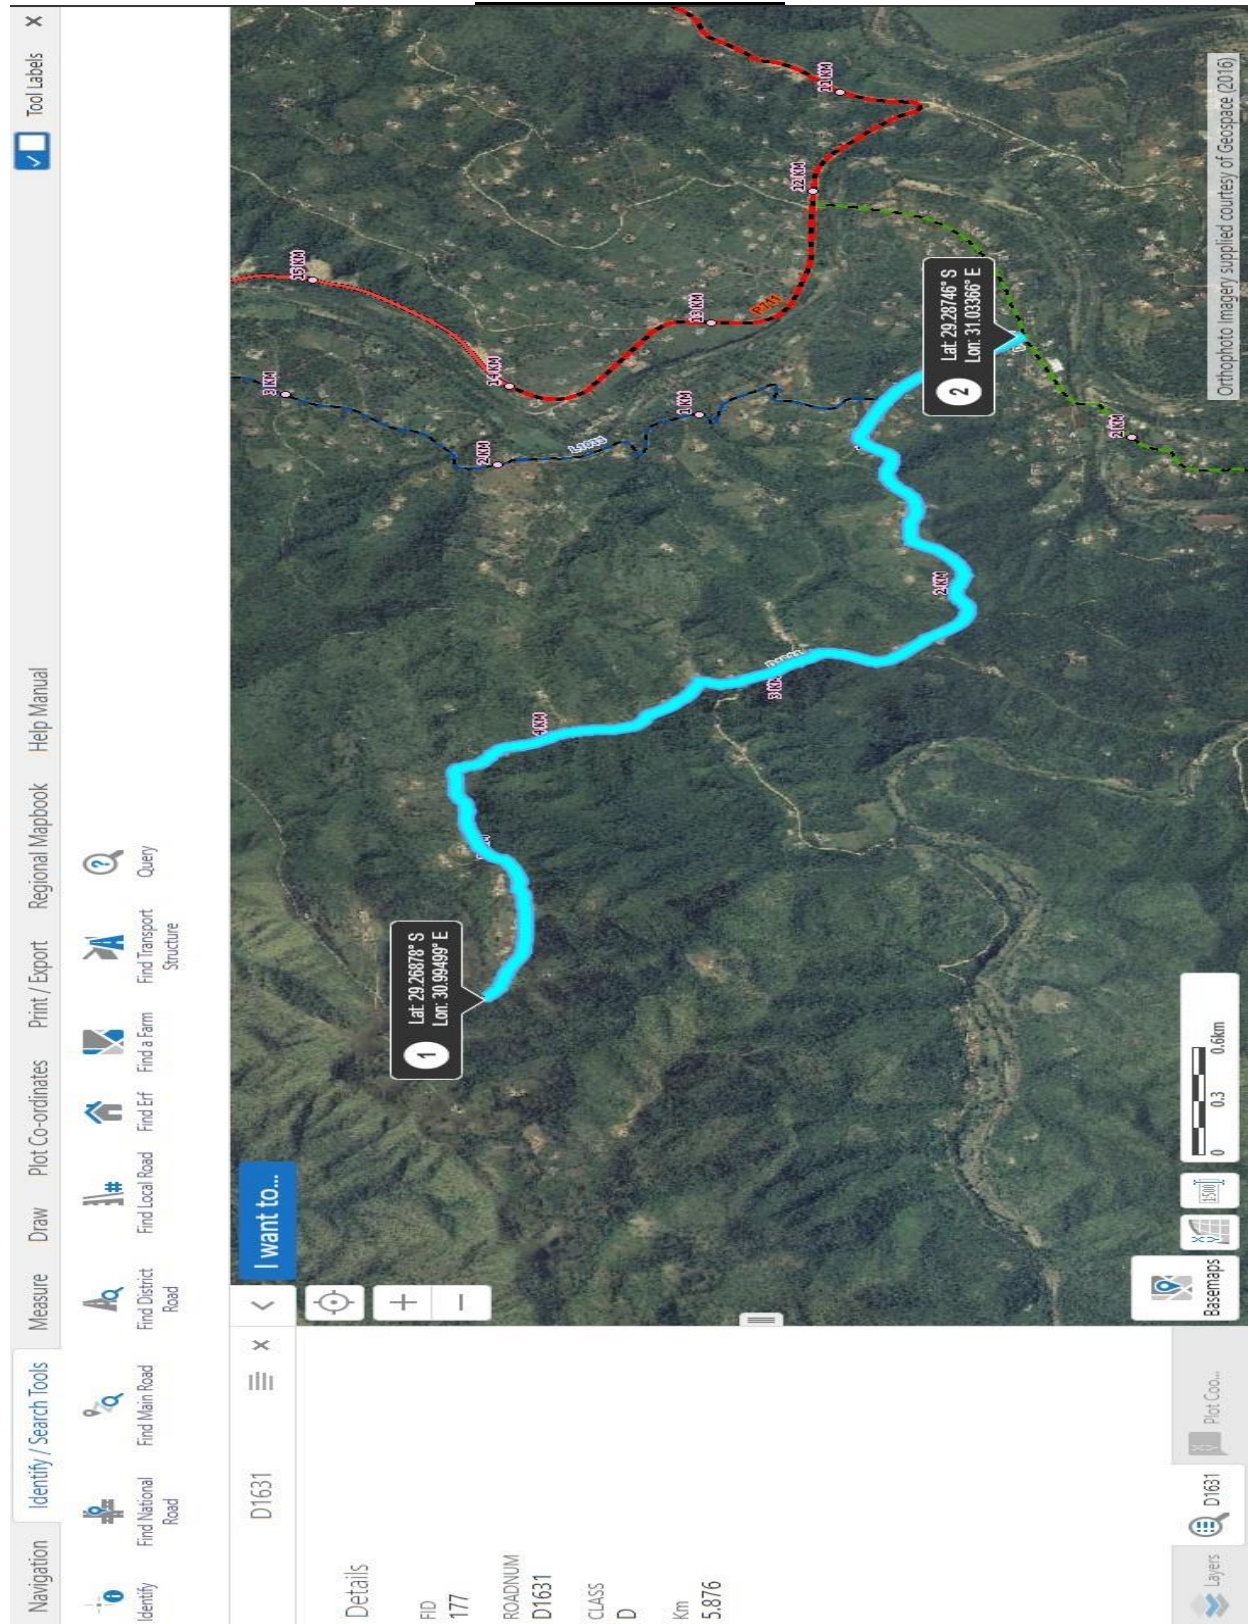 Navigation
Identify / Search Tools
Measure
Draw
Plot Co-ordinates
Print / Export
Regional Mapbook
Help Manual
Tool Labels
Identify
Find National
Road
Find Main Road
Find District
Road
Find Local Road
Find Erf
Find a Farm
Find Transport
Structure
Query
D1631
I want to...
Details
FID
177
ROADNUM
D1631
CLASS
D
Km
5.876
1
Lat: 29.26878° S
Lon: 30.99499° E
2
Lat: 29.28746° S
Lon: 31.03366° E
3 KM
2 KM
1 KM
15 KM
14 KM
13 KM
12 KM
11 KM
P711
4 KM
3 KM
2 KM
2 KM
0
0.3
0.6km
1:500
X Y
Basemaps
Orthophoto Imagery supplied courtesy of Geospace (2016)
Layers
D1631
Plot Coo...